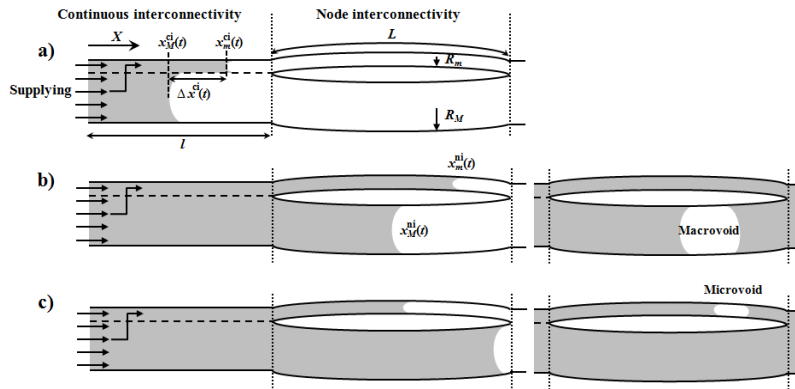 Continuous interconnectivity
Node interconnectivity
a)
X
x_M^ci(t)
x_m^ci(t)
L
R_m
Supplying
Δx^ci(t)
R_M
l
b)
x_m^ni(t)
x_M^ni(t)
Macrovoid
c)
Microvoid